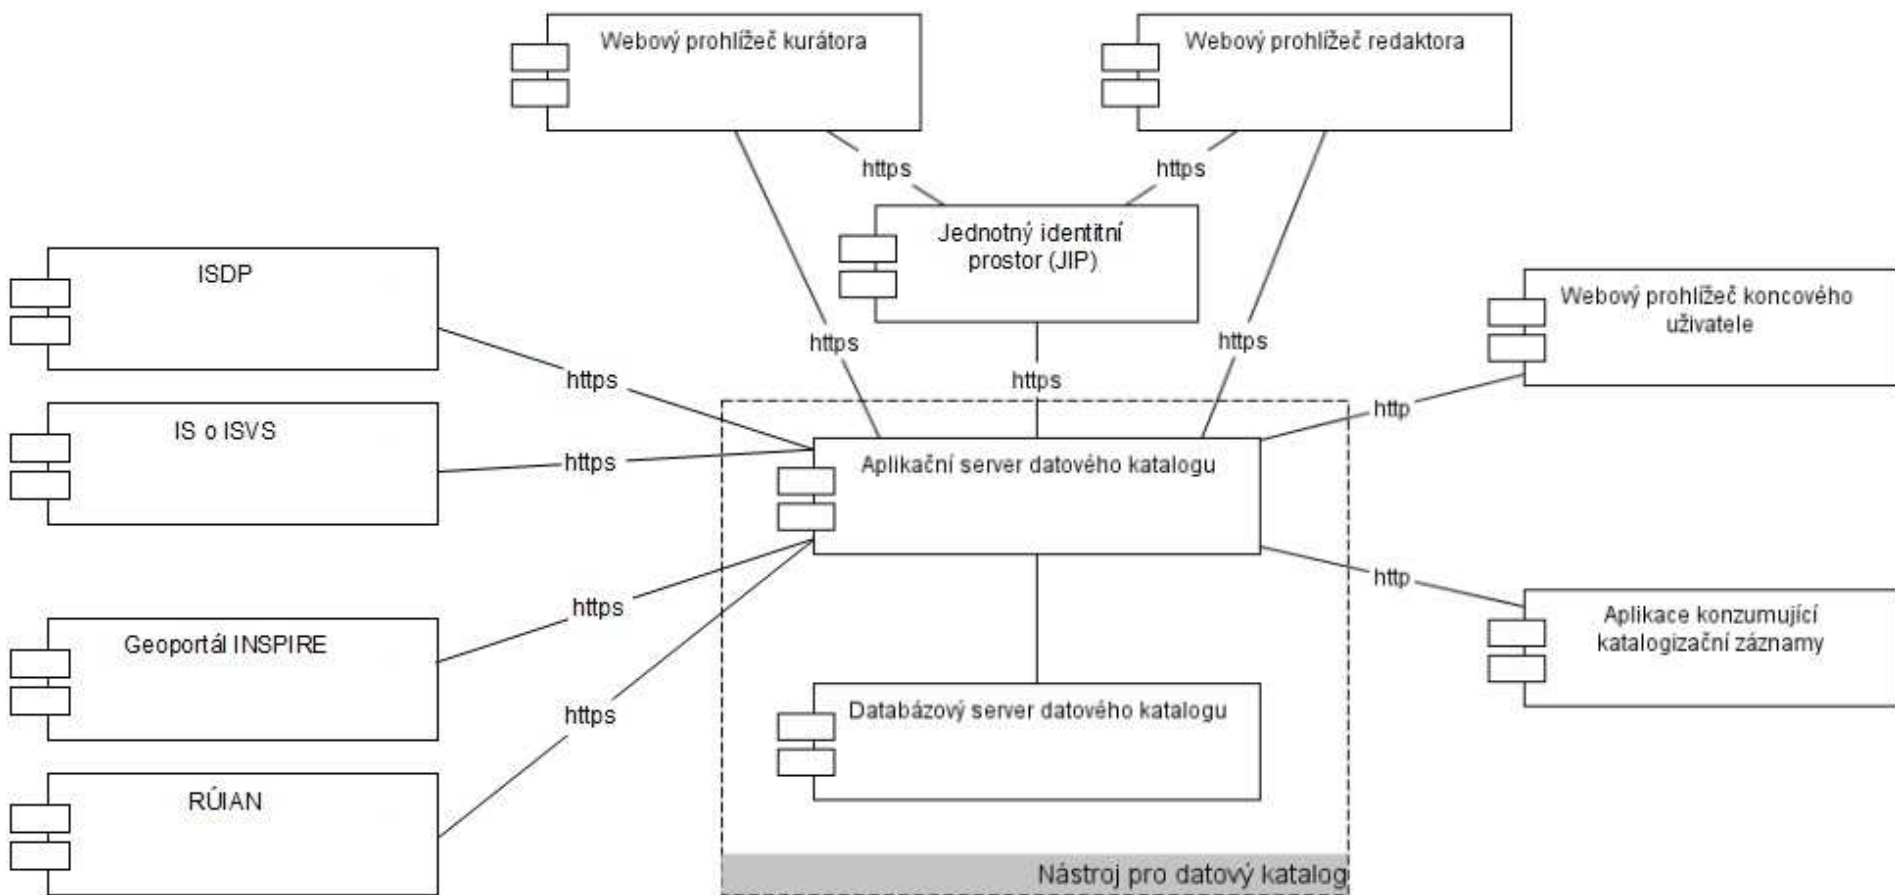 Webový prohlížeč kurátora
Webový prohlížeč redaktora
https
https
Jednotný identitní
prostor (JIP)
ISDP
Webový prohlížeč koncového
uživatele
https
https
https
https
http
IS o ISVS
https
Aplikační server datového katalogu
http
https
Geoportál INSPIRE
Aplikace konzumující
katalogizační záznamy
https
Databázový server datového katalogu
RÚIAN
Nástroj pro datový katalog